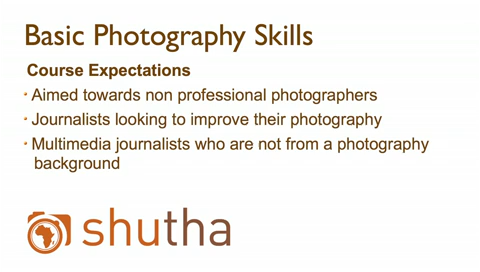 Basic Photography Skills
Course Expectations
• Aimed towards non professional photographers
• Journalists looking to improve their photography
• Multimedia journalists who are not from a photography
background
shutha